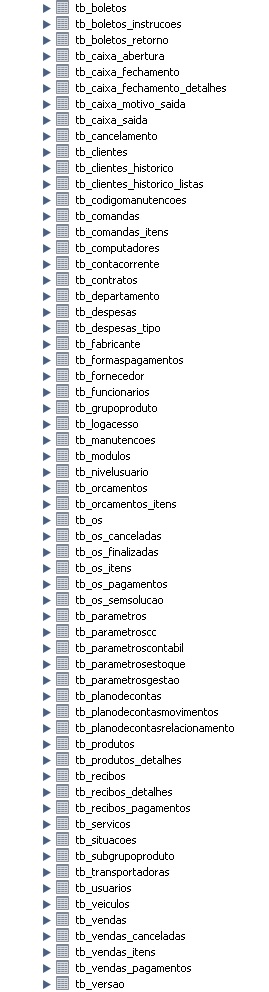 tb_boletos
tb_boletos_instrucoes
tb_boletos_retorno
tb_caixa_abertura
tb_caixa_fechamento
tb_caixa_fechamento_detalhes
tb_caixa_motivo_saida
tb_caixa_saida
tb_cancelamento
tb_clientes
tb_clientes_historico
tb_clientes_historico_listas
tb_codigomanutencoes
tb_comandas
tb_comandas_itens
tb_computadores
tb_contacorrente
tb_contratos
tb_departamento
tb_despesas
tb_despesas_tipo
tb_fabricante
tb_formaspagamentos
tb_fornecedor
tb_funcionarios
tb_grupoproduto
tb_logacesso
tb_manutencoes
tb_modulos
tb_nivelusuario
tb_orcamentos
tb_orcamentos_itens
tb_os
tb_os_canceladas
tb_os_finalizadas
tb_os_itens
tb_os_pagamentos
tb_os_semsolucao
tb_parametros
tb_parametroscc
tb_parametroscontabil
tb_parametrosestoque
tb_parametrosgestao
tb_planodecontas
tb_planodecontasmovimentos
tb_planodecontasrelacionamento
tb_produtos
tb_produtos_detalhes
tb_recibos
tb_recibos_detalhes
tb_recibos_pagamentos
tb_servicos
tb_situacoes
tb_subgrupoproduto
tb_transportadoras
tb_usuarios
tb_veiculos
tb_vendas
tb_vendas_canceladas
tb_vendas_itens
tb_vendas_pagamentos
tb_versao